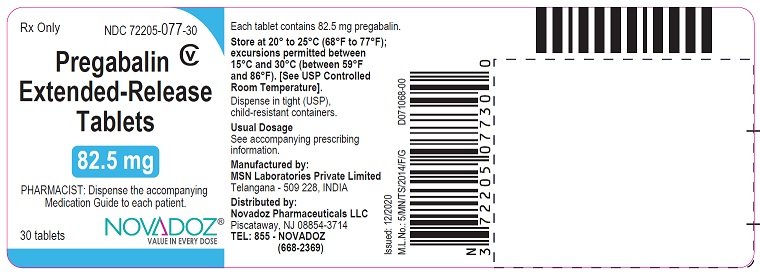 Rx Only
NDC 72205-077-30
Pregabalin CV
Extended-Release
Tablets
82.5 mg
PHARMACIST: Dispense the accompanying
Medication Guide to each patient.
30 tablets
NOVADOZ®
VALUE IN EVERY DOSE
Each tablet contains 82.5 mg pregabalin.
Store at 20° to 25°C (68°F to 77°F);
excursions permitted between
15°C and 30°C (between 59°F
and 86°F). [See USP Controlled
Room Temperature].
Dispense in tight (USP),
child-resistant containers.
Usual Dosage
See accompanying prescribing
information.
Manufactured by:
MSN Laboratories Private Limited
Telangana - 509 228, INDIA
Distributed by:
Novadoz Pharmaceuticals LLC
Piscataway, NJ 08854-3714
TEL: 855 - NOVADOZ
(668-2369)
Issued: 12/2020
M.L.No.: 5/MN/TS/2014/F/G
D071068-00
N
3 72205 07730 0